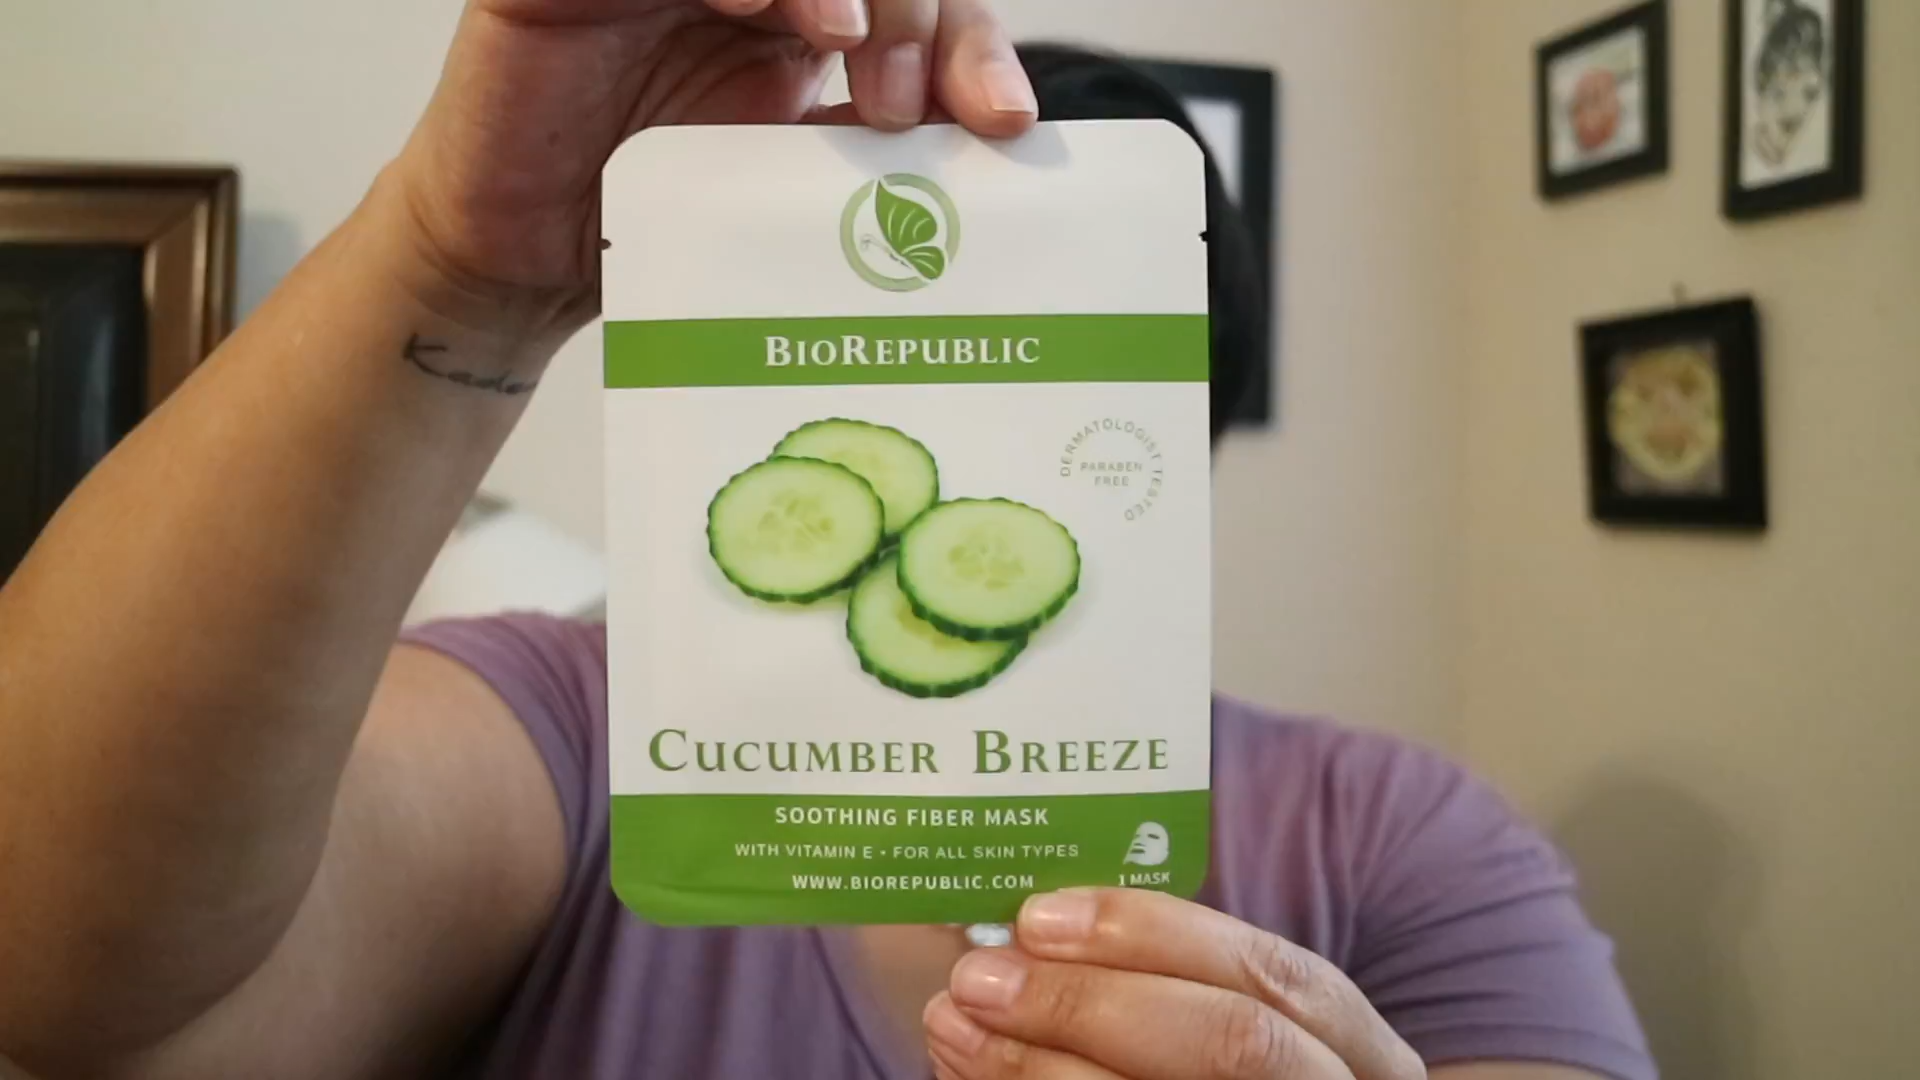 BIOREPUBLIC
DERMATOLOGIST TESTED
PARABEN
FREE
CUCUMBER BREEZE
SOOTHING FIBER MASK
WITH VITAMIN E • FOR ALL SKIN TYPES
WWW.BIOREPUBLIC.COM
1 MASK